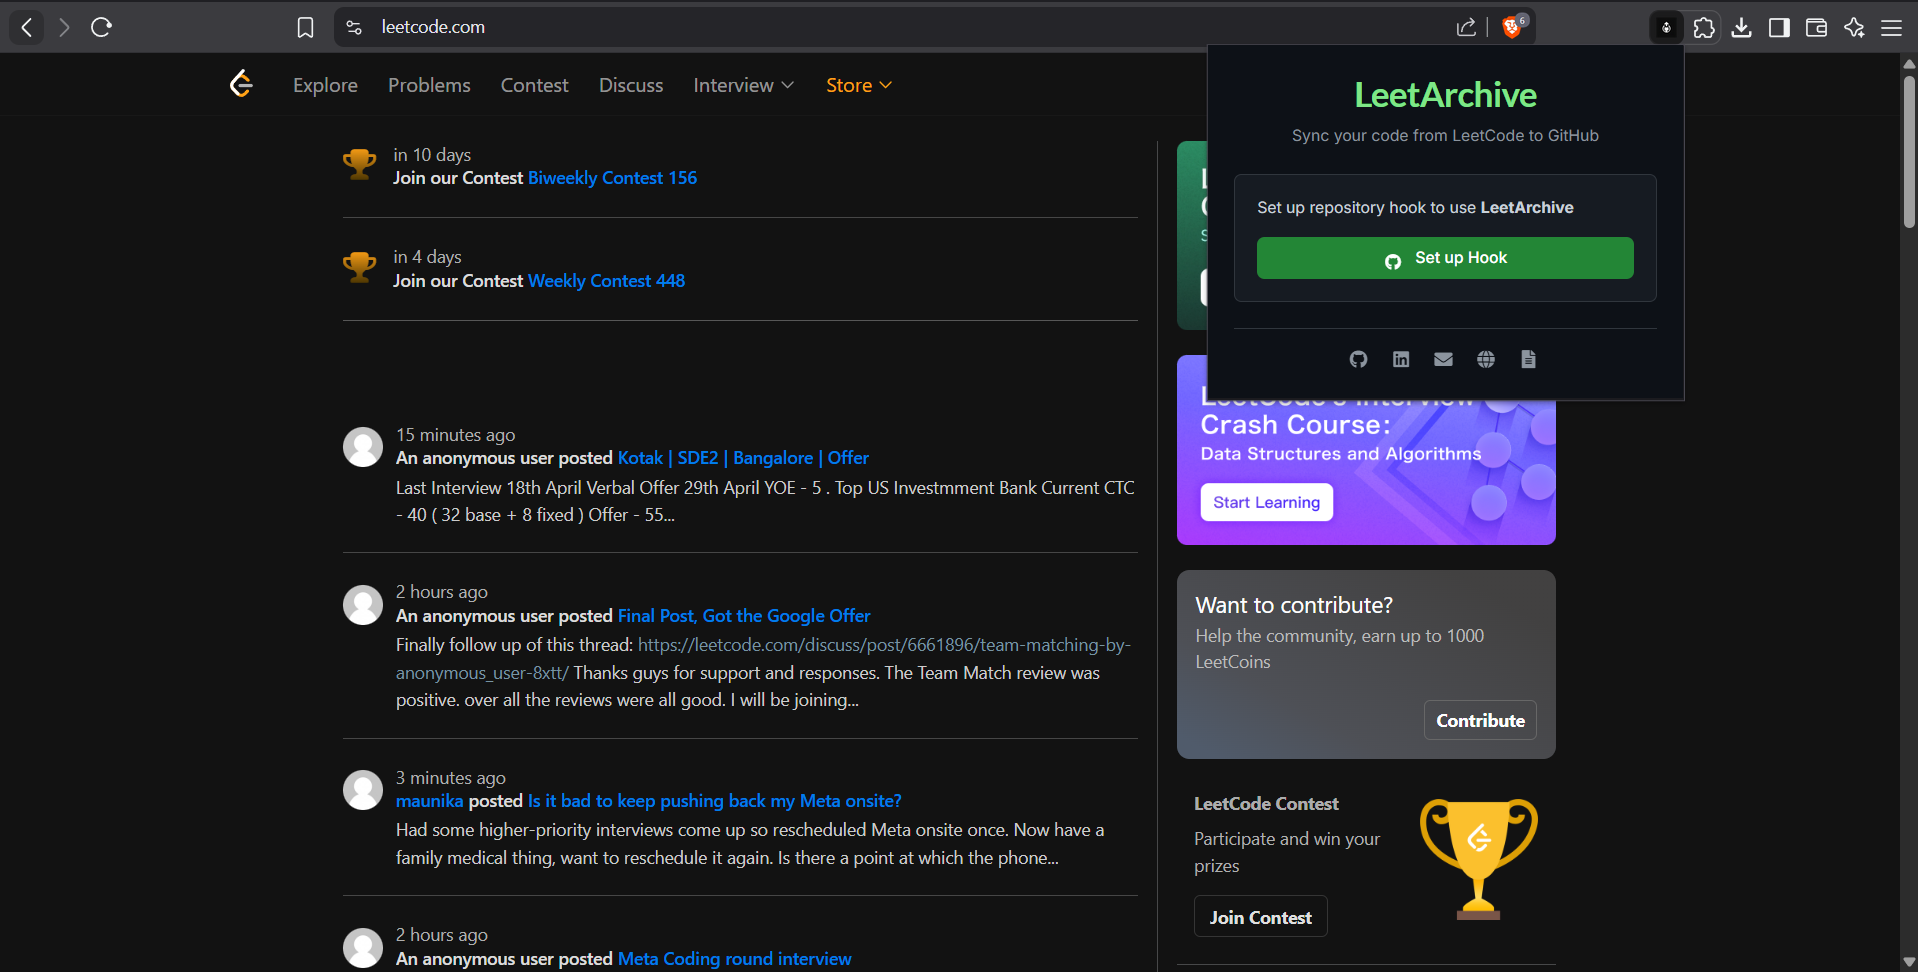 leetcode.com
6
Explore Problems Contest Discuss Interview Store
LeetArchive
Sync your code from LeetCode to GitHub
Set up repository hook to use LeetArchive
Set up Hook
in 10 days
Join our Contest Biweekly Contest 156
in 4 days
Join our Contest Weekly Contest 448
15 minutes ago
An anonymous user posted Kotak | SDE2 | Bangalore | Offer
Last Interview 18th April Verbal Offer 29th April YOE - 5 . Top US Investmment Bank Current CTC
- 40 ( 32 base + 8 fixed ) Offer - 55...
2 hours ago
An anonymous user posted Final Post, Got the Google Offer
Finally follow up of this thread: https://leetcode.com/discuss/post/6661896/team-matching-by-
anonymous_user-8xtt/ Thanks guys for support and responses. The Team Match review was
positive. over all the reviews were all good. I will be joining...
3 minutes ago
maunika posted Is it bad to keep pushing back my Meta onsite?
Had some higher-priority interviews come up so rescheduled Meta onsite once. Now have a
family medical thing, want to reschedule it again. Is there a point at which the phone...
2 hours ago
An anonymous user posted Meta Coding round interview
LeetCode's Interview
Crash Course:
Data Structures and Algorithms
Start Learning
Want to contribute?
Help the community, earn up to 1000
LeetCoins
Contribute
LeetCode Contest
Participate and win your
prizes
Join Contest